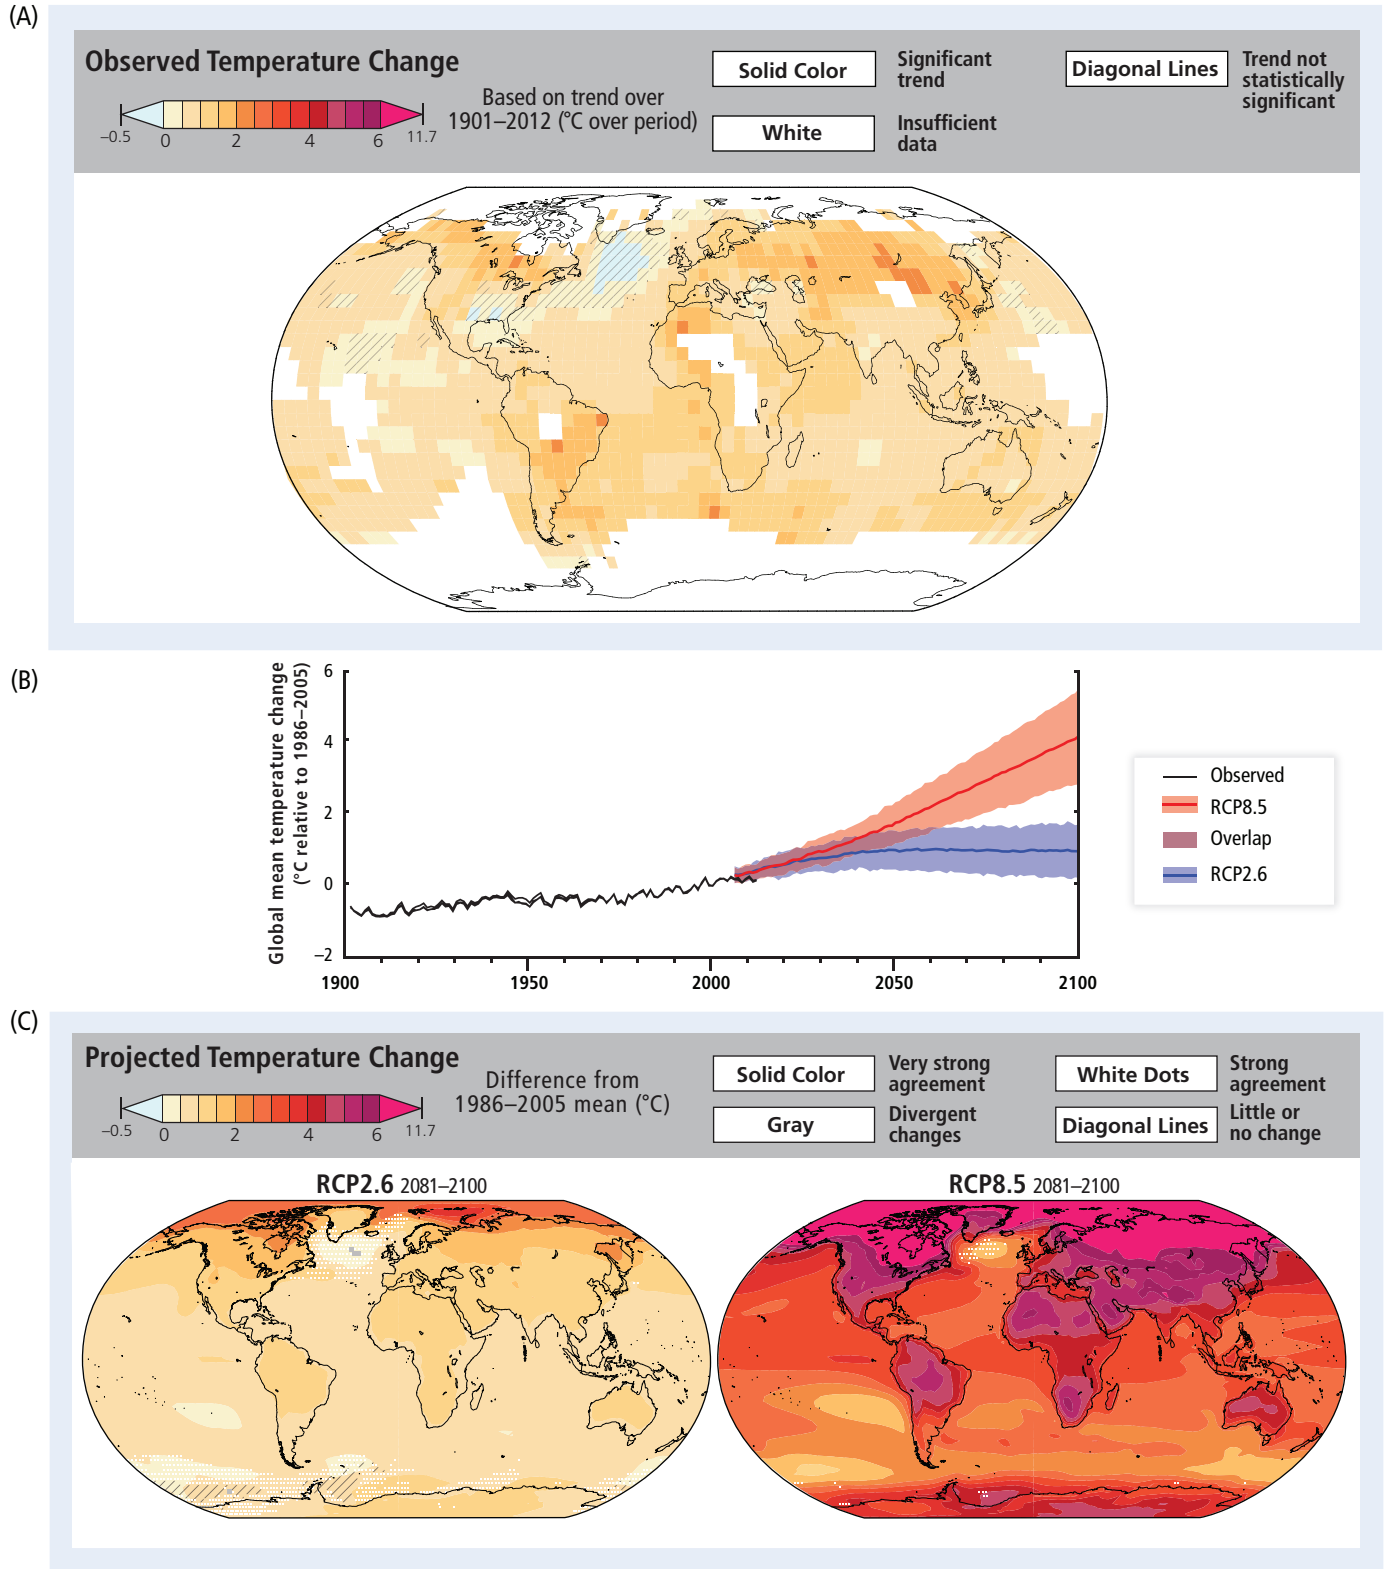 (A)
Observed Temperature Change
Based on trend over
1901–2012 (°C over period)
–0.5
0
2
4
6
11.7
Solid Color
Significant
trend
White
Insufficient
data
Diagonal Lines
Trend not
statistically
significant
(B)
Global mean temperature change
(°C relative to 1986–2005)
6
4
2
0
–2
1900
1950
2000
2050
2100
Observed
RCP8.5
Overlap
RCP2.6
(C)
Projected Temperature Change
Difference from
1986–2005 mean (°C)
–0.5
0
2
4
6
11.7
Solid Color
Very strong
agreement
Gray
Divergent
changes
White Dots
Strong
agreement
Diagonal Lines
Little or
no change
RCP2.6 2081–2100
RCP8.5 2081–2100